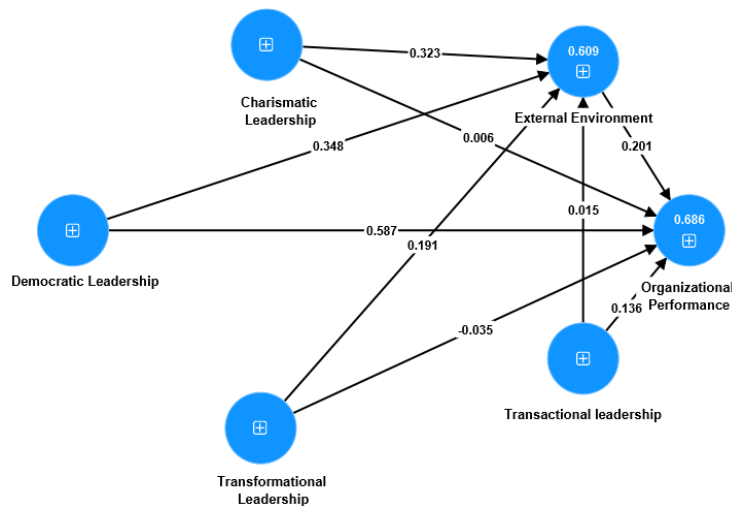 0.609
0.323
Charismatic
Leadership
External Environment
0.348
0.006
0.201
0.015
0.686
0.587
0.191
Democratic Leadership
Organizational
Performance
0.136
-0.035
Transactional leadership
Transformational
Leadership